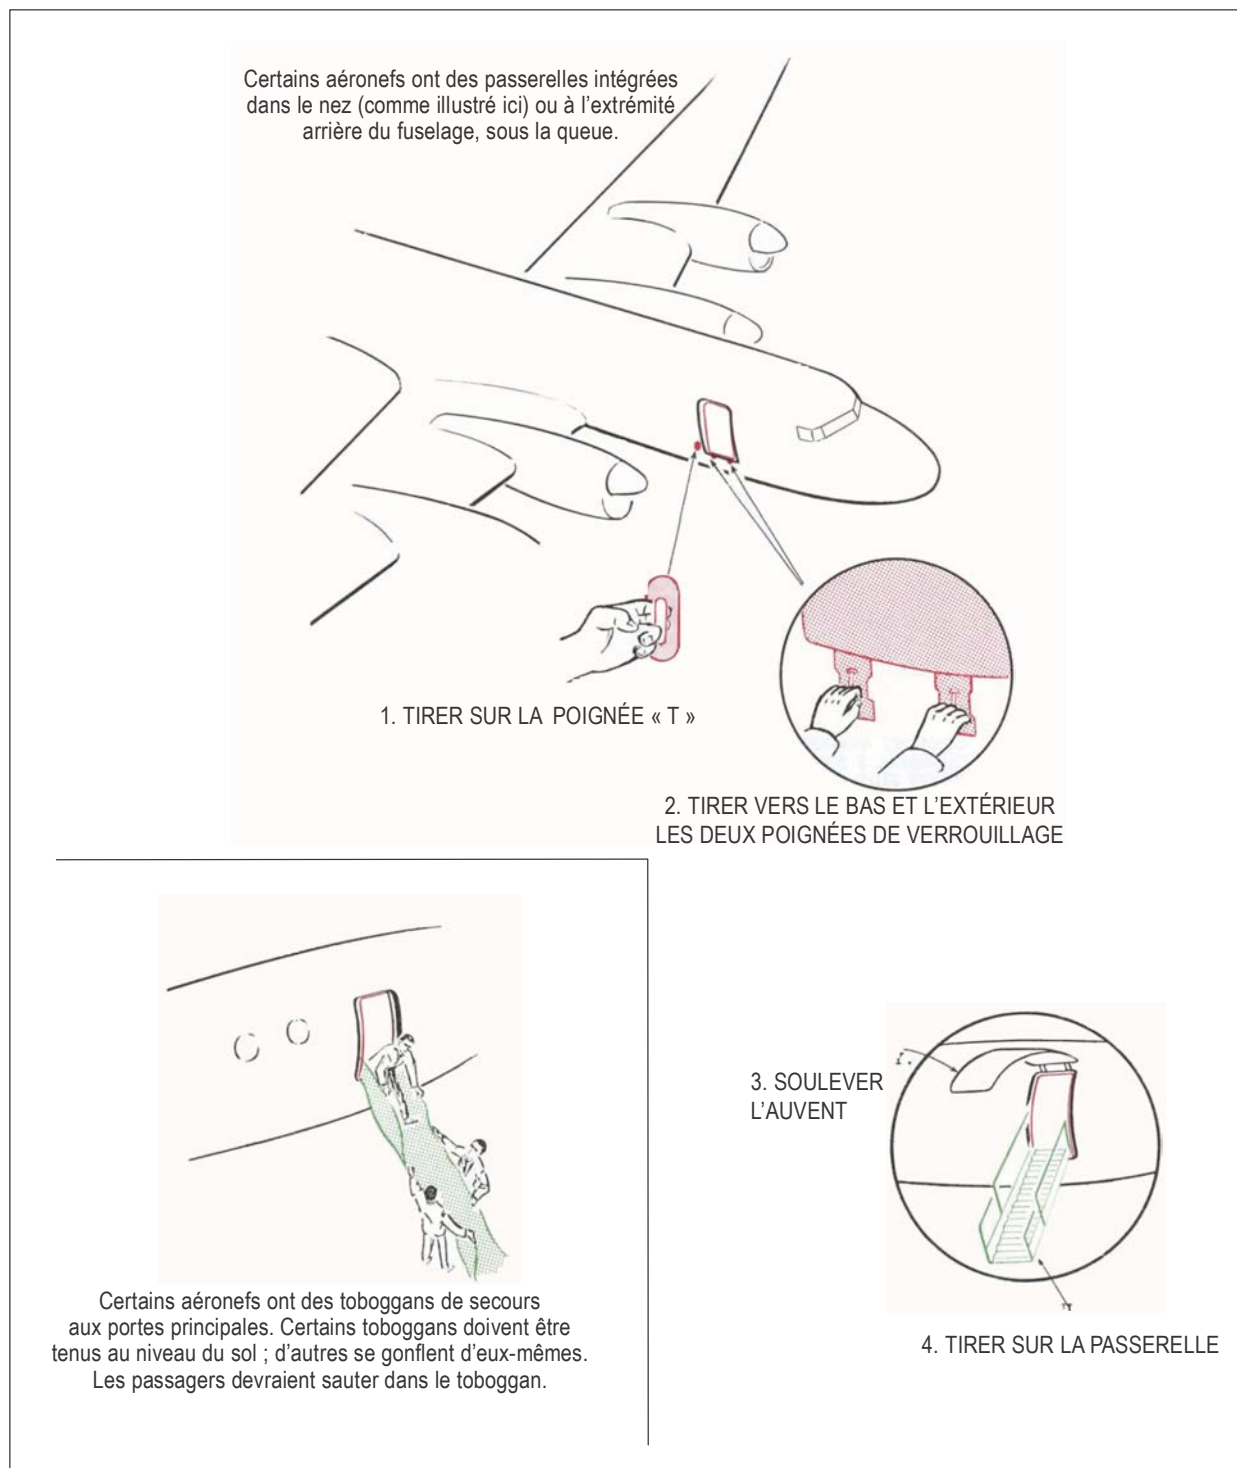 Certains aéronefs ont des passerelles intégrées
dans le nez (comme illustré ici) ou à l'extrémité
arrière du fuselage, sous la queue.
1. TIRER SUR LA POIGNÉE « T »
2. TIRER VERS LE BAS ET L'EXTÉRIEUR
LES DEUX POIGNÉES DE VERROUILLAGE
Certains aéronefs ont des toboggans de secours
aux portes principales. Certains toboggans doivent être
tenus au niveau du sol ; d'autres se gonflent d'eux-mêmes.
Les passagers devraient sauter dans le toboggan.
3. SOULEVER
L'AUVENT
4. TIRER SUR LA PASSERELLE